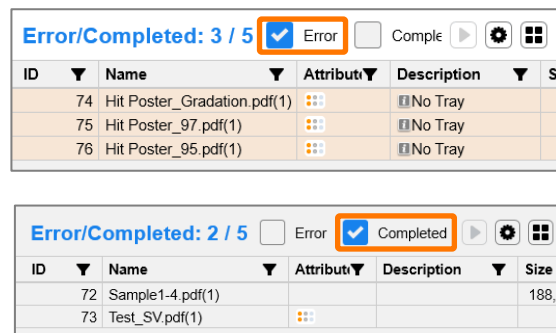 Error/Completed: 3 / 5 Error Comple
ID Name Attribut Description S
74 Hit Poster_Gradation.pdf(1) No Tray
75 Hit Poster_97.pdf(1) No Tray
76 Hit Poster_95.pdf(1) No Tray
Error/Completed: 2 / 5 Error Completed
ID Name Attribut Description Size
72 Sample1-4.pdf(1) 188,
73 Test_SV.pdf(1)